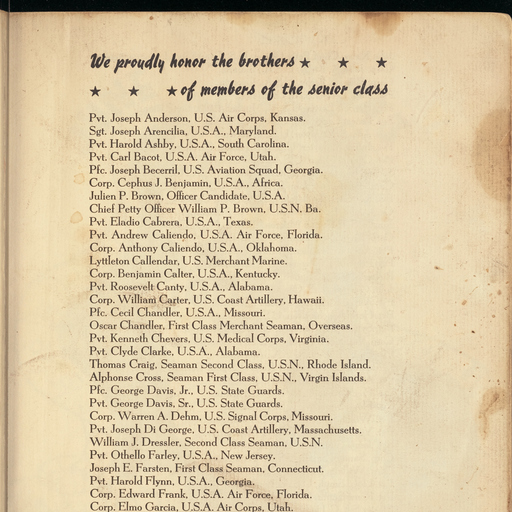 We proudly honor the brothers ★ ★ ★
★ ★ ★ of members of the senior class
Pvt. Joseph Anderson, U.S. Air Corps, Kansas.
Sgt. Joseph Arencilia, U.S.A., Maryland.
Pvt. Harold Ashby, U.S.A., South Carolina.
Pvt. Carl Bacot, U.S.A. Air Force, Utah.
Pfc. Joseph Becerril, U.S. Aviation Squad, Georgia.
Corp. Cephus J. Benjamin, U.S.A., Africa.
Julien P. Brown, Officer Candidate, U.S.A.
Chief Petty Officer William P. Brown, U.S.N. Ba.
Pvt. Eladio Cabrera, U.S.A., Texas.
Pvt. Andrew Caliendo, U.S.A. Air Force, Florida.
Corp. Anthony Caliendo, U.S.A., Oklahoma.
Lyttleton Callendar, U.S. Merchant Marine.
Corp. Benjamin Calter, U.S.A., Kentucky.
Pvt. Roosevelt Canty, U.S.A., Alabama.
Corp. William Carter, U.S. Coast Artillery, Hawaii.
Pfc. Cecil Chandler, U.S.A., Missouri.
Oscar Chandler, First Class Merchant Seaman, Overseas.
Pvt. Kenneth Chevers, U.S. Medical Corps, Virginia.
Pvt. Clyde Clarke, U.S.A., Alabama.
Thomas Craig, Seaman Second Class, U.S.N., Rhode Island.
Alphonse Cross, Seaman First Class, U.S.N., Virgin Islands.
Pfc. George Davis, Jr., U.S. State Guards.
Pvt. George Davis, Sr., U.S. State Guards.
Corp. Warren A. Dehm, U.S. Signal Corps, Missouri.
Pvt. Joseph Di George, U.S. Coast Artillery, Massachusetts.
William J. Dressler, Second Class Seaman, U.S.N.
Pvt. Othello Farley, U.S.A., New Jersey.
Joseph E. Farsten, First Class Seaman, Connecticut.
Pvt. Harold Flynn, U.S.A., Georgia.
Corp. Edward Frank, U.S.A. Air Force, Florida.
Corp. Elmo Garcia, U.S.A. Air Corps, Utah.